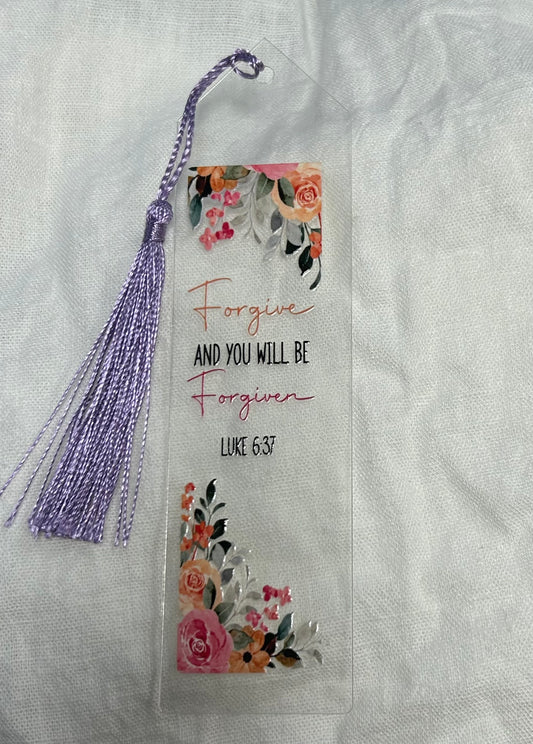 Forgive
AND YOU WILL BE
Forgiven
LUKE 6:37